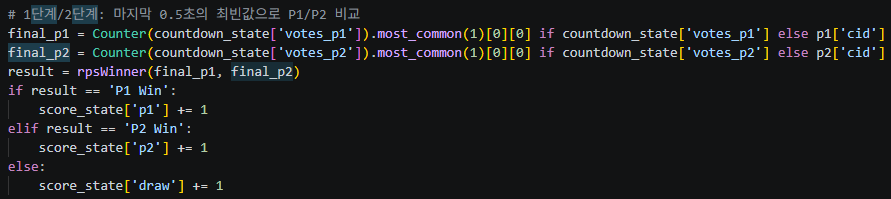 # 1단계/2단계: 마지막 0.5초의 최빈값으로 P1/P2 비교
final_p1 = Counter(countdown_state['votes_p1']).most_common(1)[0][0] if countdown_state['votes_p1'] else p1['cid']
final_p2 = Counter(countdown_state['votes_p2']).most_common(1)[0][0] if countdown_state['votes_p2'] else p2['cid']
result = rpsWinner(final_p1, final_p2)
if result == 'P1 Win':
    score_state['p1'] += 1
elif result == 'P2 Win':
    score_state['p2'] += 1
else:
    score_state['draw'] += 1